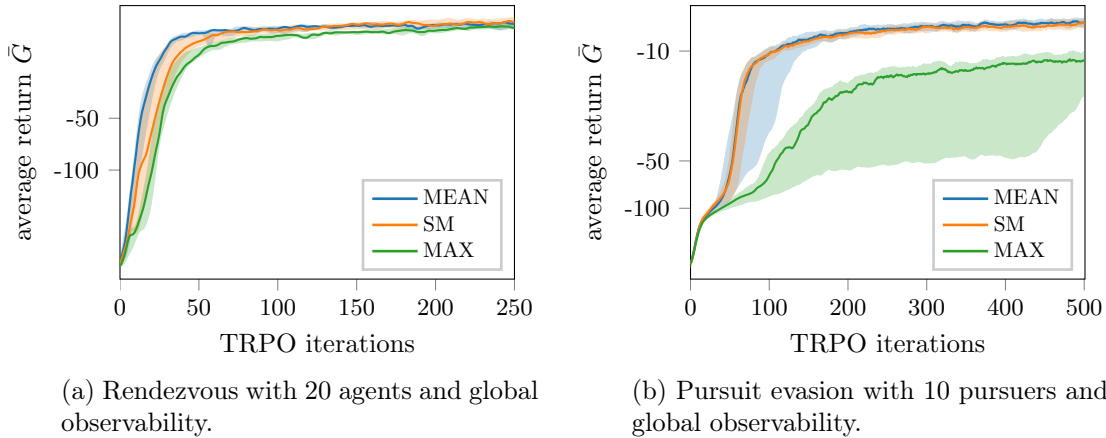 average return Ḡ
-50
-100
MEAN
SM
MAX
0 50 100 150 200 250
TRPO iterations
(a) Rendezvous with 20 agents and global
observability.
average return Ḡ
-10
-50
-100
MEAN
SM
MAX
0 100 200 300 400 500
TRPO iterations
(b) Pursuit evasion with 10 pursuers and
global observability.